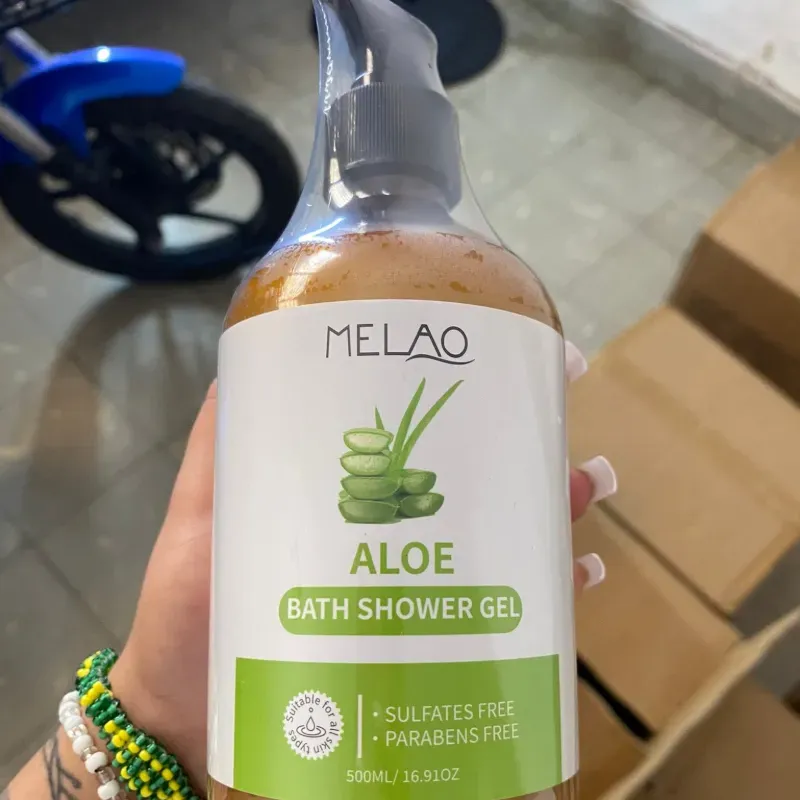 MELAO
ALOE
BATH SHOWER GEL
Suitable for all skin types
• SULFATES FREE
• PARABENS FREE
500ML/ 16.91OZ